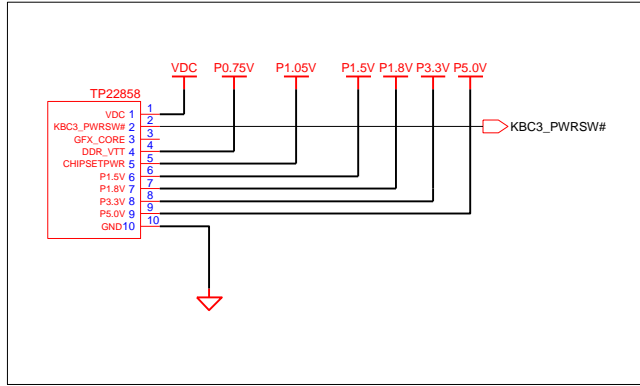 VDC P0.75V P1.05V P1.5V P1.8V P3.3V P5.0V
TP22858
VDC 1 1
KBC3_PWRSW# 2 2 KBC3_PWRSW#
GFX_CORE 3 3
DDR_VTT 4 4
CHIPSETPWR 5 5
P1.5V 6 6
P1.8V 7 7
P3.3V 8 8
P5.0V 9 9
GND 10 10